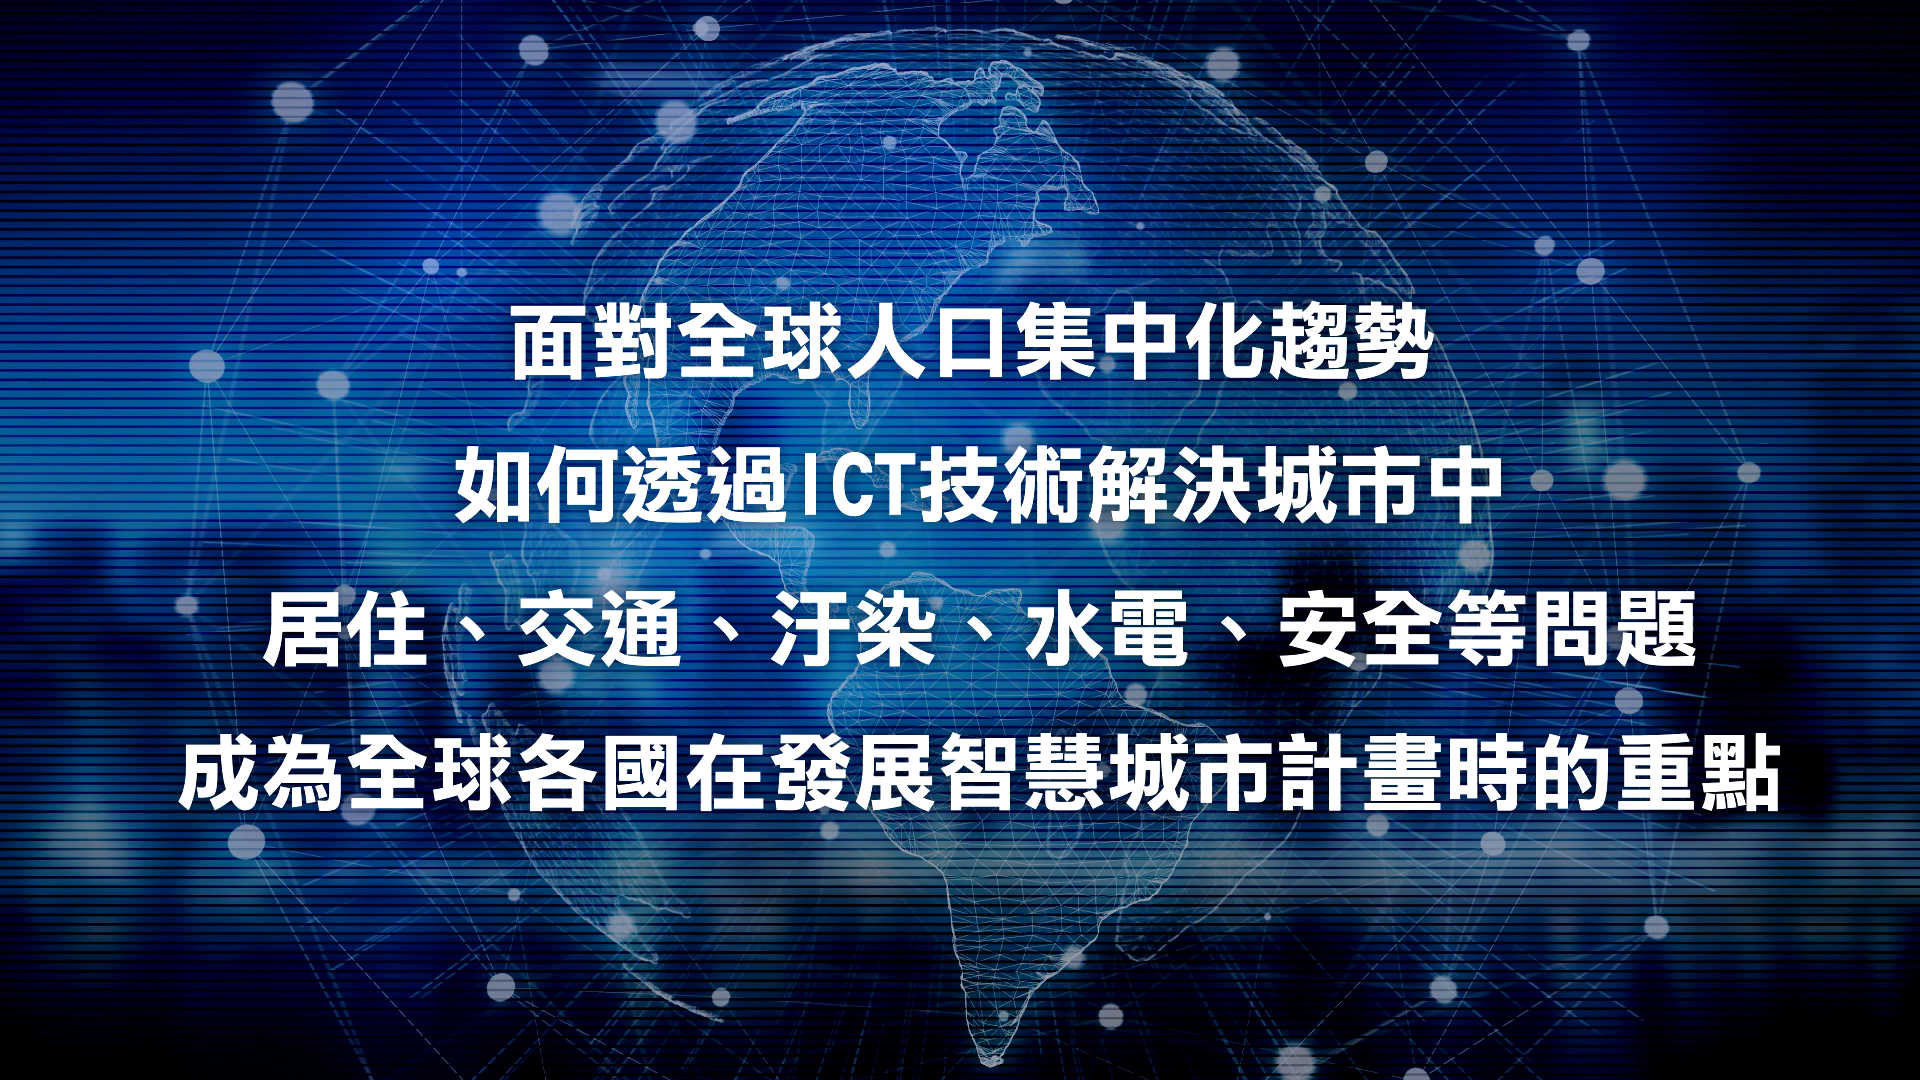 面對全球人口集中化趨勢
如何透過ICT技術解決城市中
居住、交通、汙染、水電、安全等問題
成為全球各國在發展智慧城市計畫時的重點